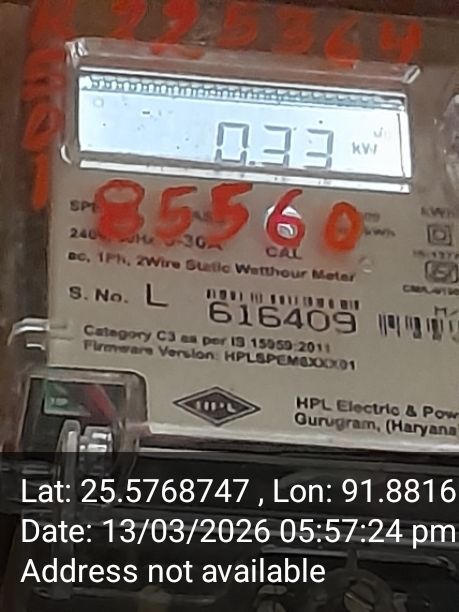 225364
0.33 kW
85560
CAL
ac, 1Ph, 2Wire Static Watthour Meter
S. No. L 616409
Category C3 as per IS 15959:2011
Firmware Version:
HPL
HPL Electric & Pow
Gurugram, (Haryana
Lat: 25.5768747 , Lon: 91.8816
Date: 13/03/2026 05:57:24 pm
Address not available